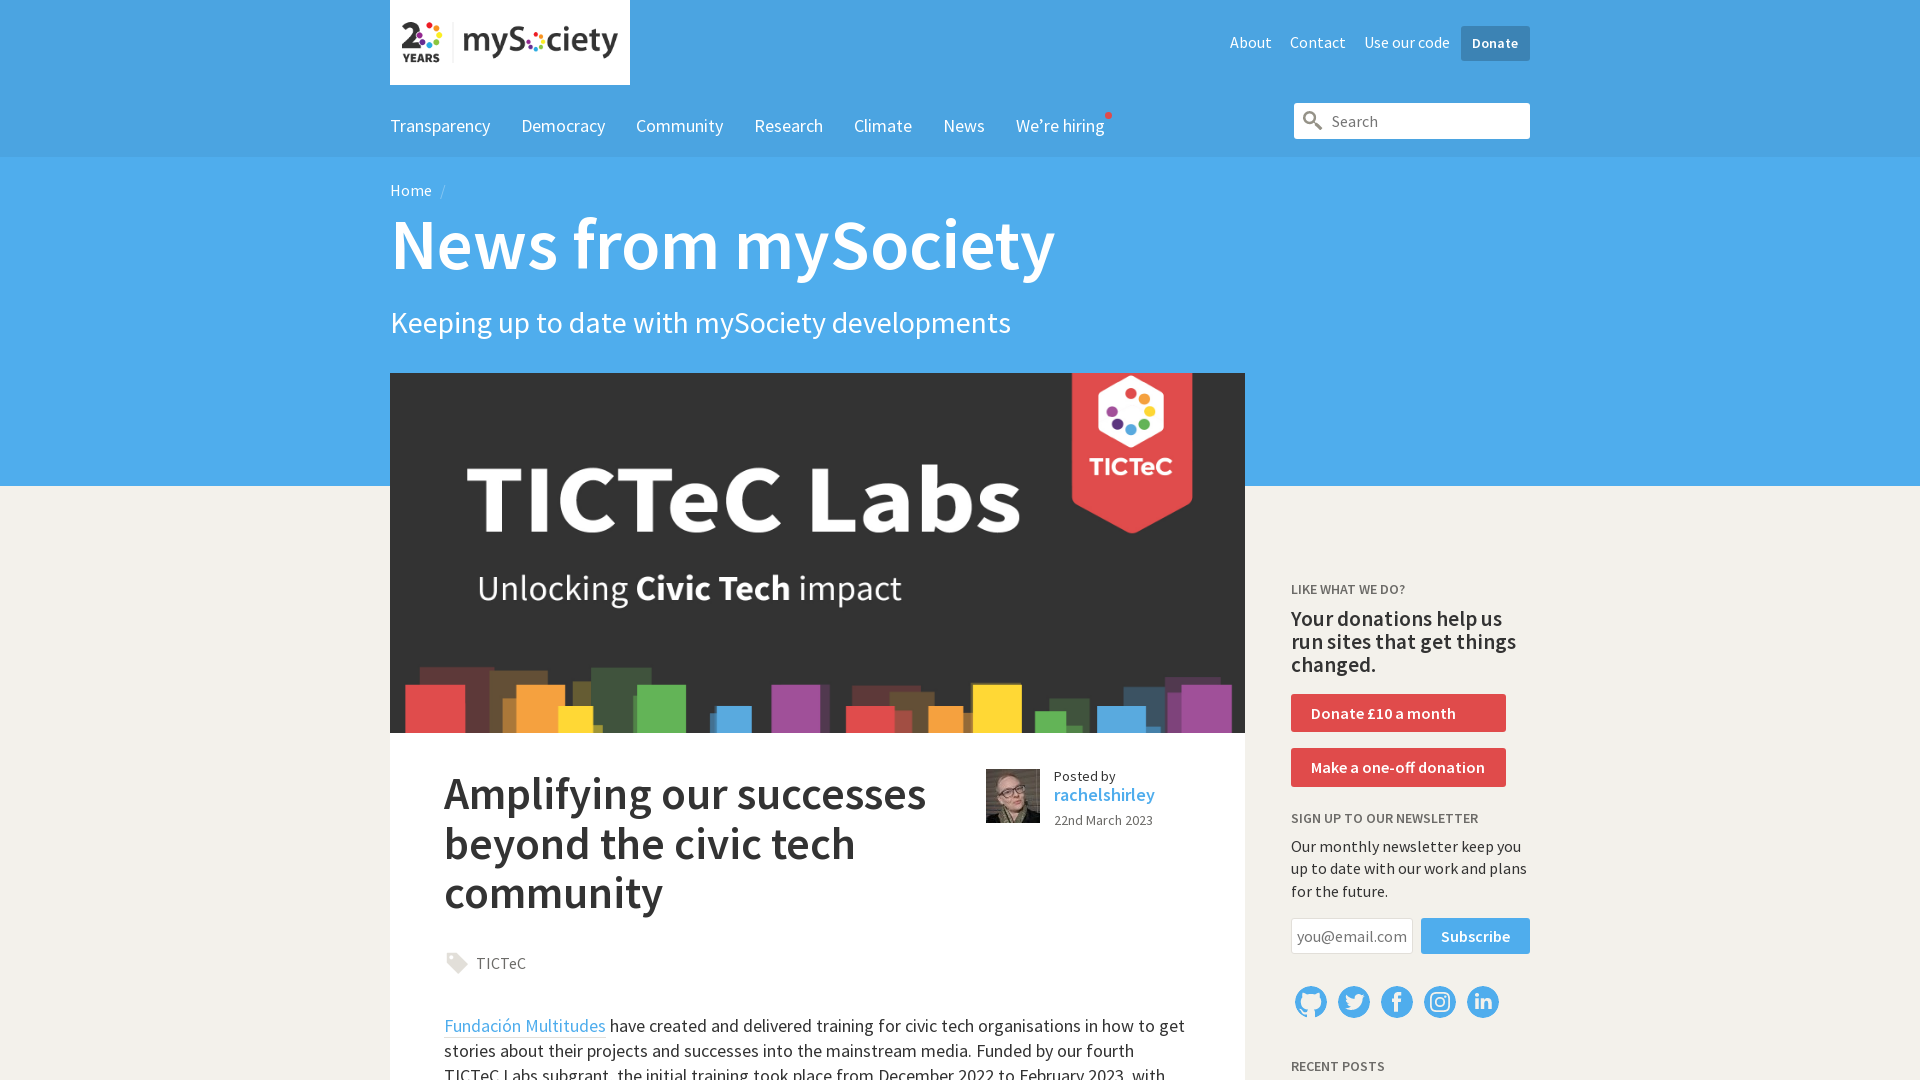 20 YEARS mySociety
About Contact Use our code Donate
Transparency Democracy Community Research Climate News We’re hiring
Search
Home /
News from mySociety
Keeping up to date with mySociety developments
TICTeC
TICTeC Labs
Unlocking Civic Tech impact
Amplifying our successes
beyond the civic tech
community
Posted by
rachelshirley
22nd March 2023
TICTeC
Fundación Multitudes have created and delivered training for civic tech organisations in how to get
stories about their projects and successes into the mainstream media. Funded by our fourth
TICTeC Labs subgrant, the initial training took place from December 2022 to February 2023, with
LIKE WHAT WE DO?
Your donations help us
run sites that get things
changed.
Donate £10 a month
Make a one-off donation
SIGN UP TO OUR NEWSLETTER
Our monthly newsletter keep you
up to date with our work and plans
for the future.
you@email.com Subscribe
RECENT POSTS